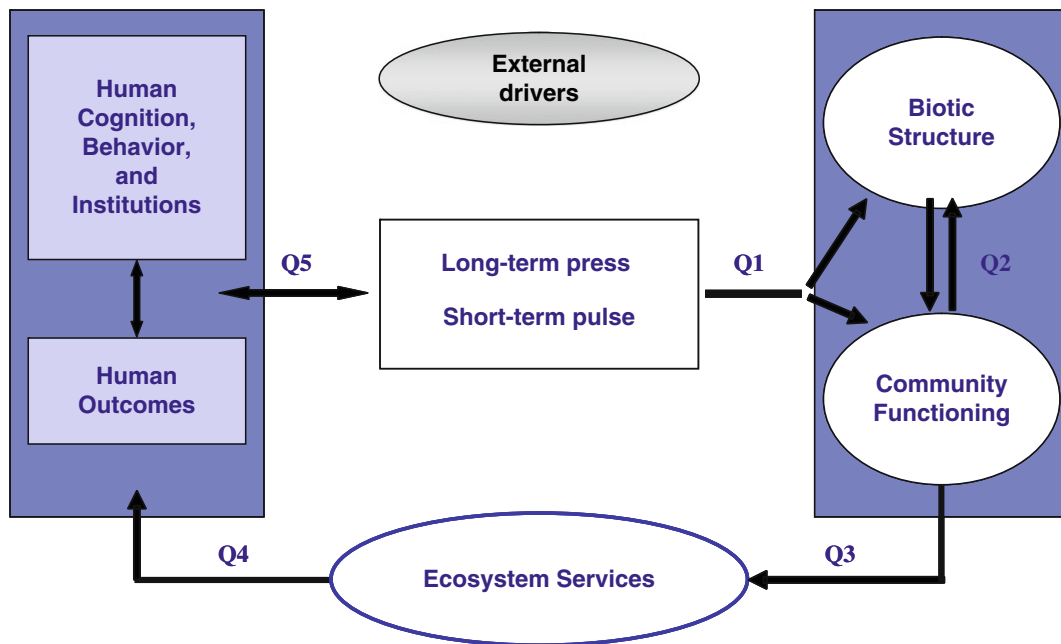 Human
Cognition,
Behavior,
and
Institutions
Human
Outcomes
External
drivers
Q5
Long-term press
Short-term pulse
Q1
Biotic
Structure
Q2
Community
Functioning
Q3
Ecosystem Services
Q4